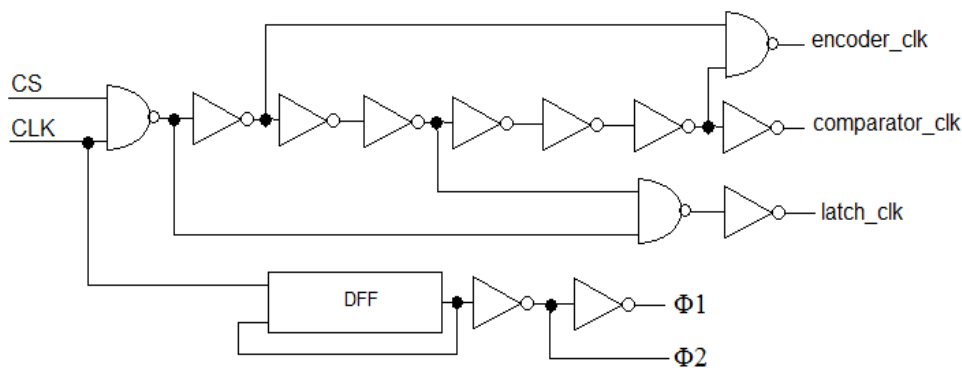 encoder_clk
CS
CLK
comparator_clk
latch_clk
DFF
Φ1
Φ2